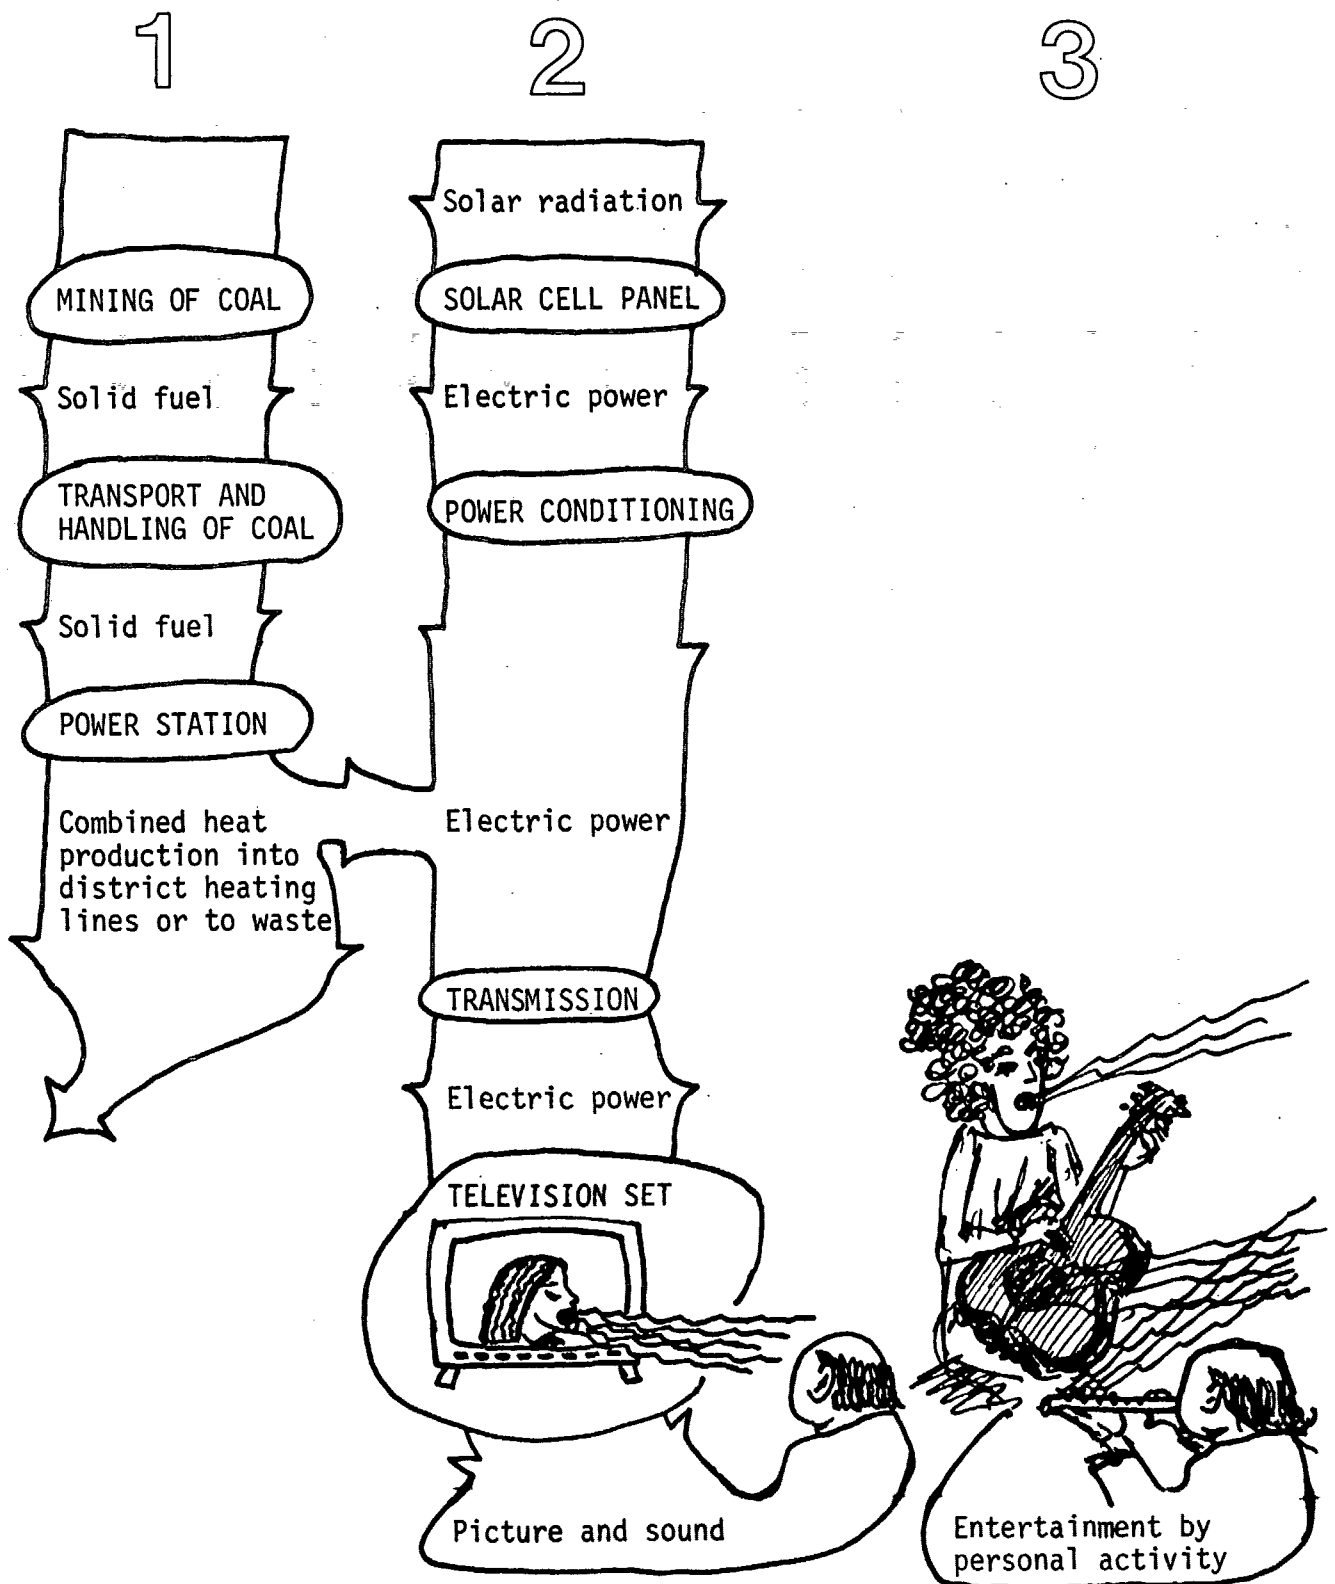 1
2
3
MINING OF COAL
Solid fuel
TRANSPORT AND
HANDLING OF COAL
Solid fuel
POWER STATION
Combined heat
production into
district heating
lines or to waste
Solar radiation
SOLAR CELL PANEL
Electric power
POWER CONDITIONING
Electric power
TRANSMISSION
Electric power
TELEVISION SET
Picture and sound
Entertainment by
personal activity